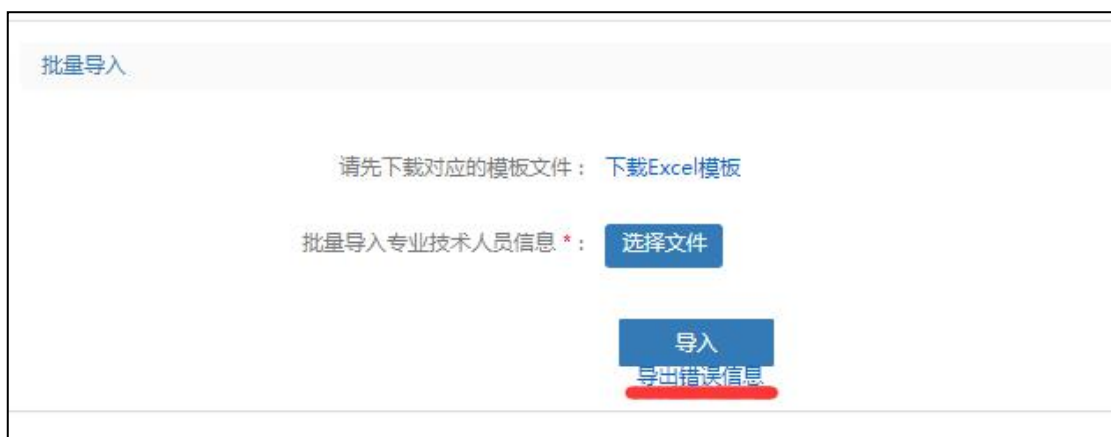 批量导入
请先下载对应的模板文件： 下载Excel模板
批量导入专业技术人员信息 *： 选择文件
导入
导出错误信息